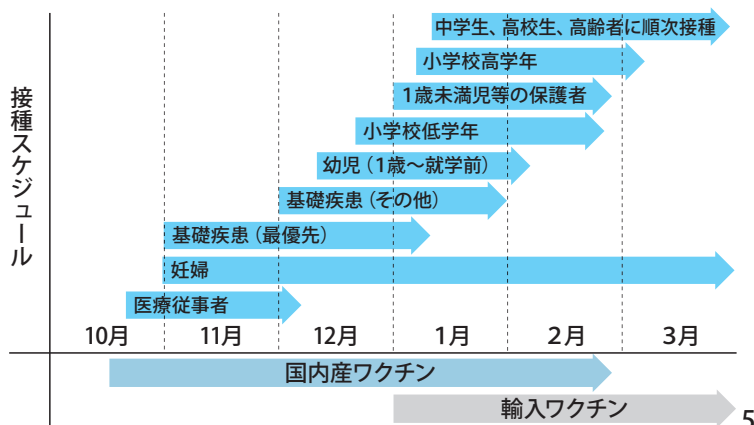 中学生、高校生、高齢者に順次接種
小学校高学年
1歳未満児等の保護者
小学校低学年
幼児（1歳～就学前）
基礎疾患（その他）
基礎疾患（最優先）
妊婦
医療従事者
接種スケジュール
10月 11月 12月 1月 2月 3月
国内産ワクチン
輸入ワクチン
5